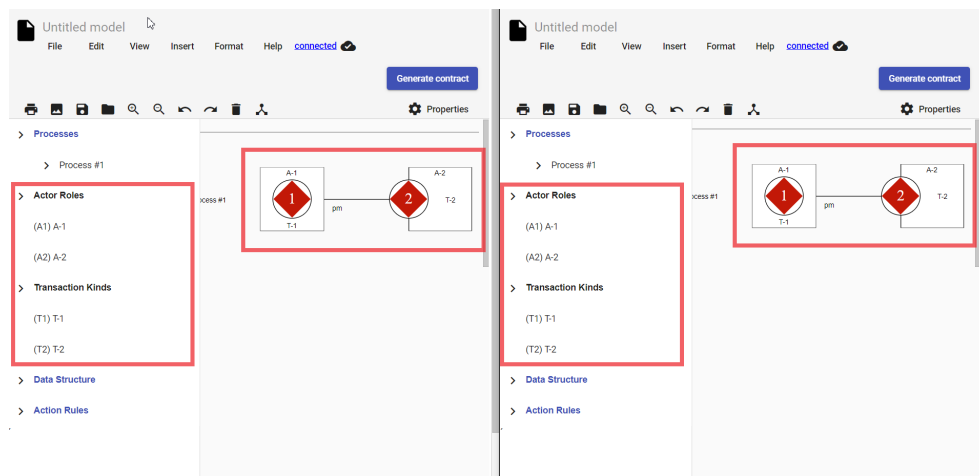 Untitled model
File Edit View Insert Format Help connected
Generate contract
Properties
Processes
Process #1
Actor Roles
(A1) A-1
(A2) A-2
Transaction Kinds
(T1) T-1
(T2) T-2
Data Structure
Action Rules
ocess #1
A-1
1
T-1
pm
A-2
2
T-2
Untitled model
File Edit View Insert Format Help connected
Generate contract
Properties
Processes
Process #1
Actor Roles
(A1) A-1
(A2) A-2
Transaction Kinds
(T1) T-1
(T2) T-2
Data Structure
Action Rules
ocess #1
A-1
1
T-1
pm
A-2
2
T-2